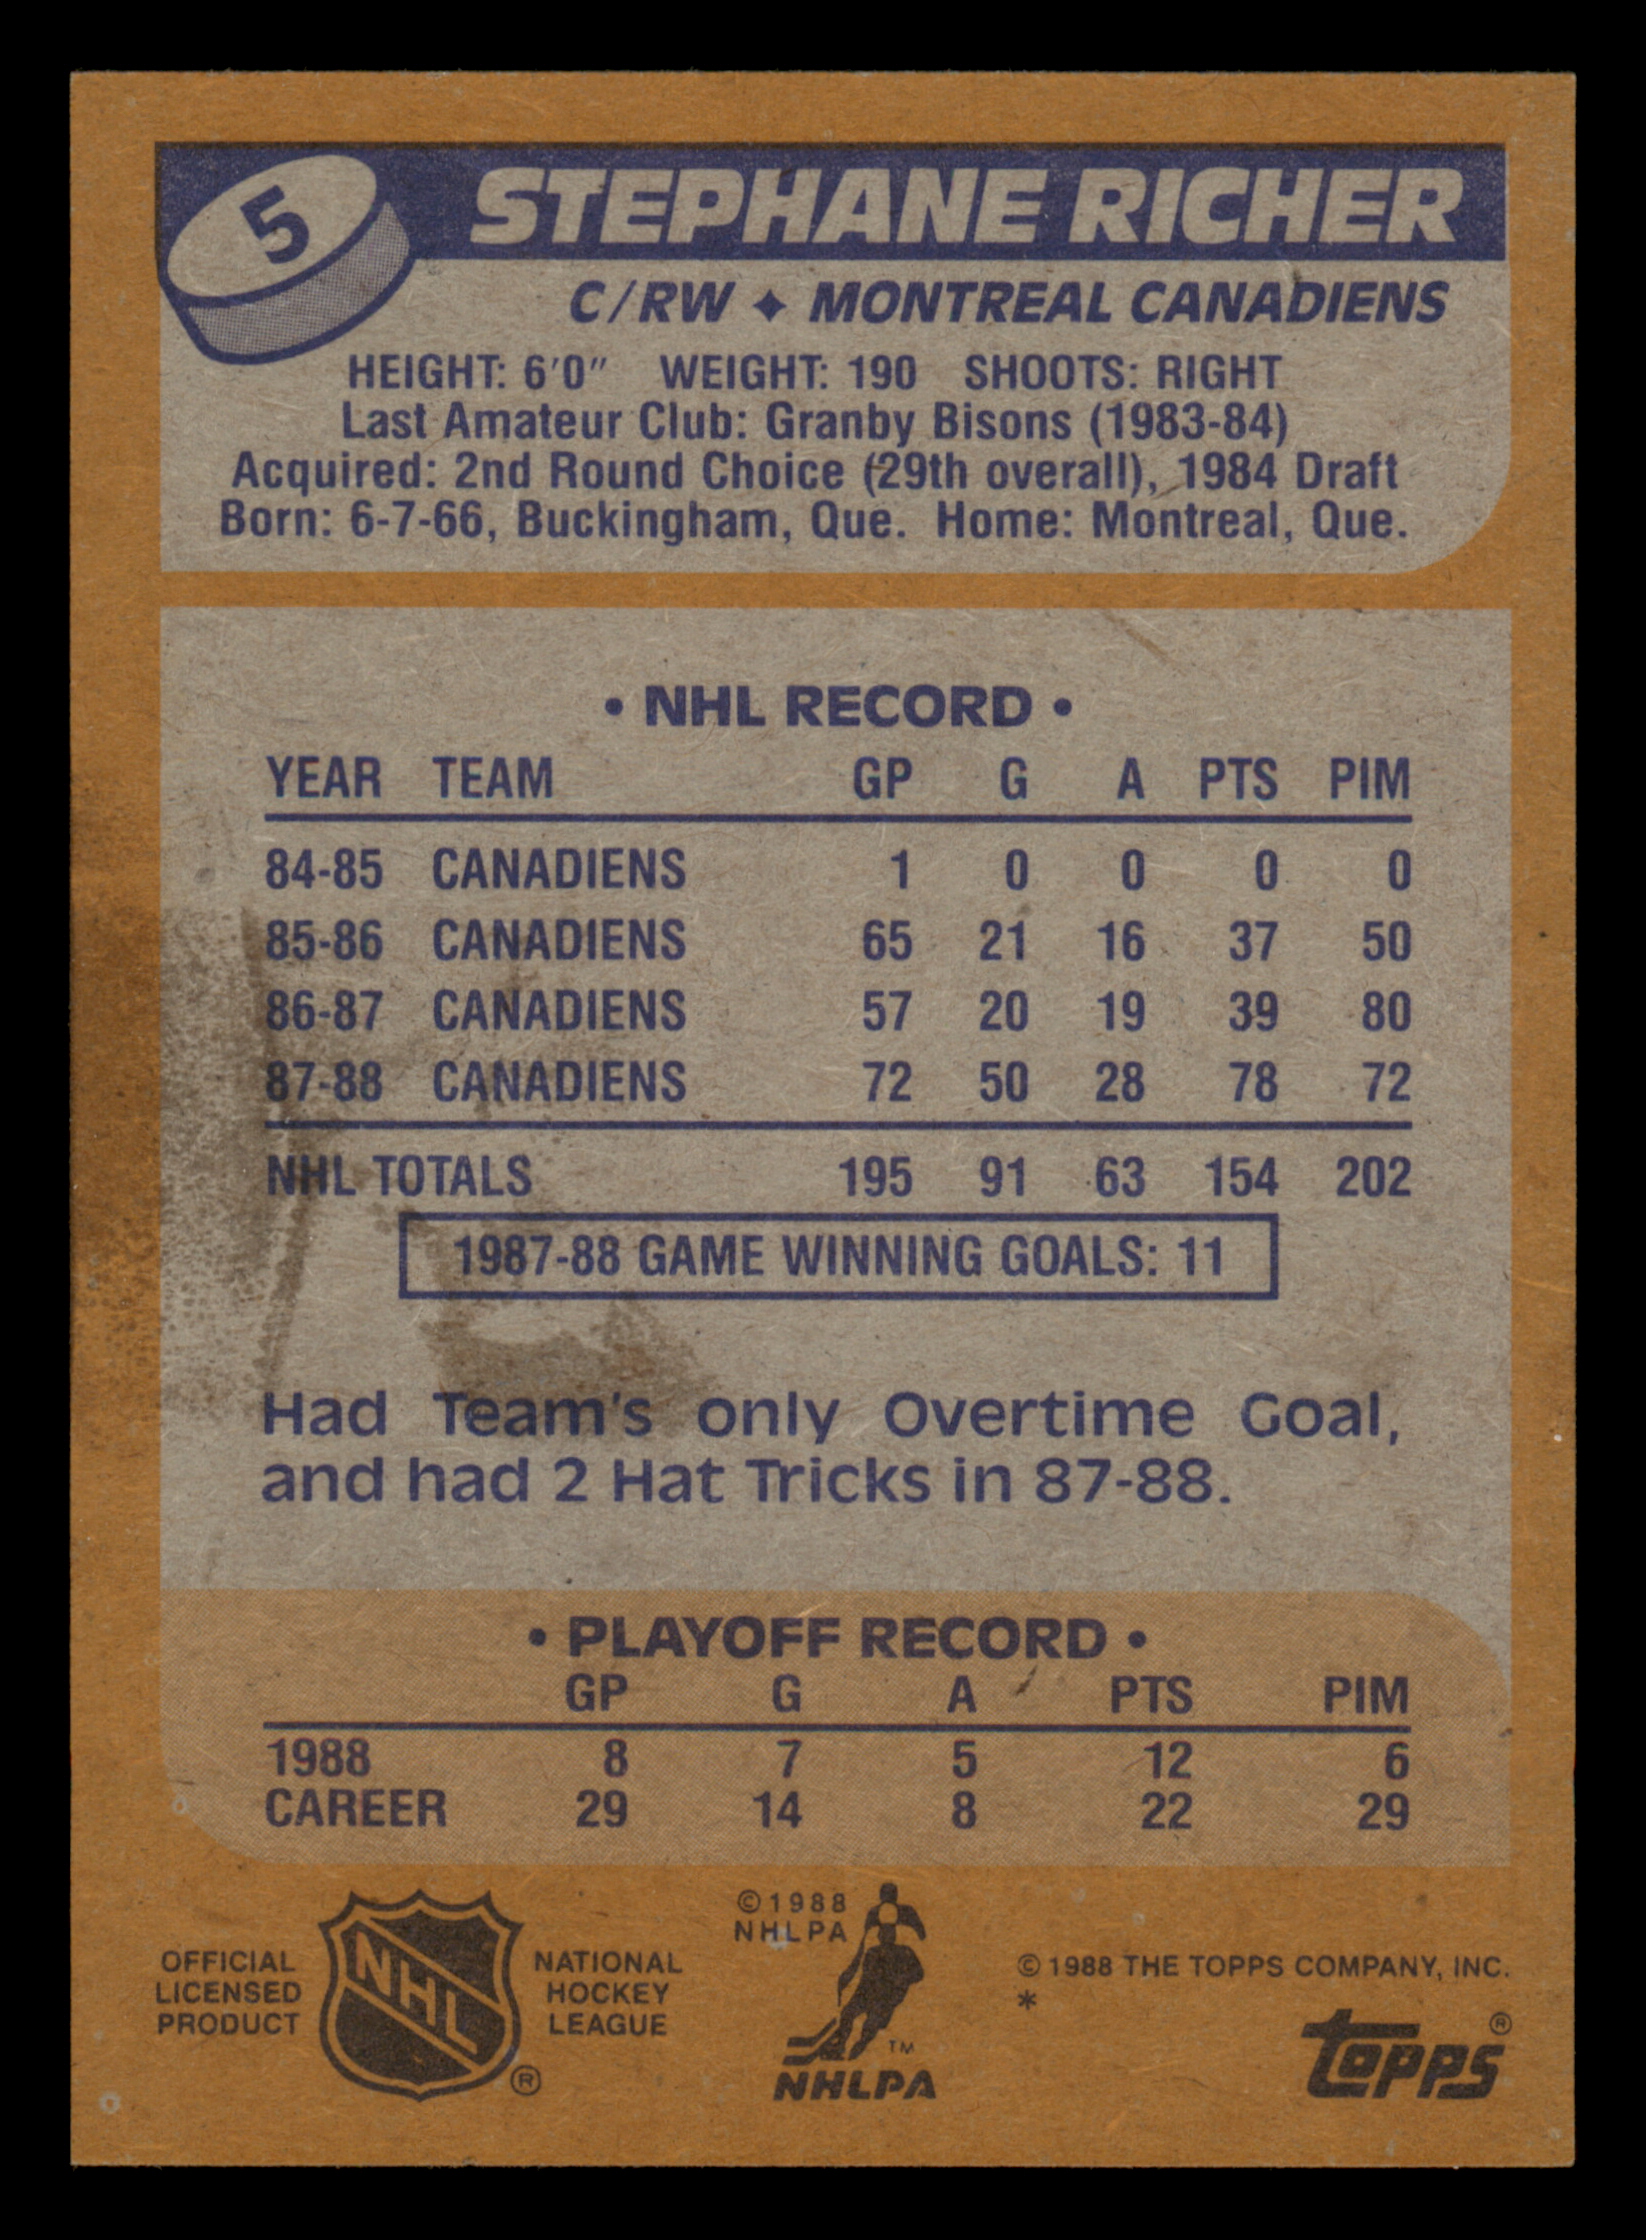 5
STEPHANE RICHER
C/RW ✦ MONTREAL CANADIENS
HEIGHT: 6'0" WEIGHT: 190 SHOOTS: RIGHT
Last Amateur Club: Granby Bisons (1983-84)
Acquired: 2nd Round Choice (29th overall), 1984 Draft
Born: 6-7-66, Buckingham, Que. Home: Montreal, Que.
• NHL RECORD •
YEAR TEAM GP G A PTS PIM
84-85 CANADIENS 1 0 0 0 0
85-86 CANADIENS 65 21 16 37 50
86-87 CANADIENS 57 20 19 39 80
87-88 CANADIENS 72 50 28 78 72
NHL TOTALS 195 91 63 154 202
1987-88 GAME WINNING GOALS: 11
Had Team's only Overtime Goal,
and had 2 Hat Tricks in 87-88.
• PLAYOFF RECORD •
GP G A PTS PIM
1988 8 7 5 12 6
CAREER 29 14 8 22 29
OFFICIAL
LICENSED
PRODUCT
NHL
®
NATIONAL
HOCKEY
LEAGUE
©1988
NHLPA
TM
NHLPA
© 1988 THE TOPPS COMPANY, INC.
*
topps®